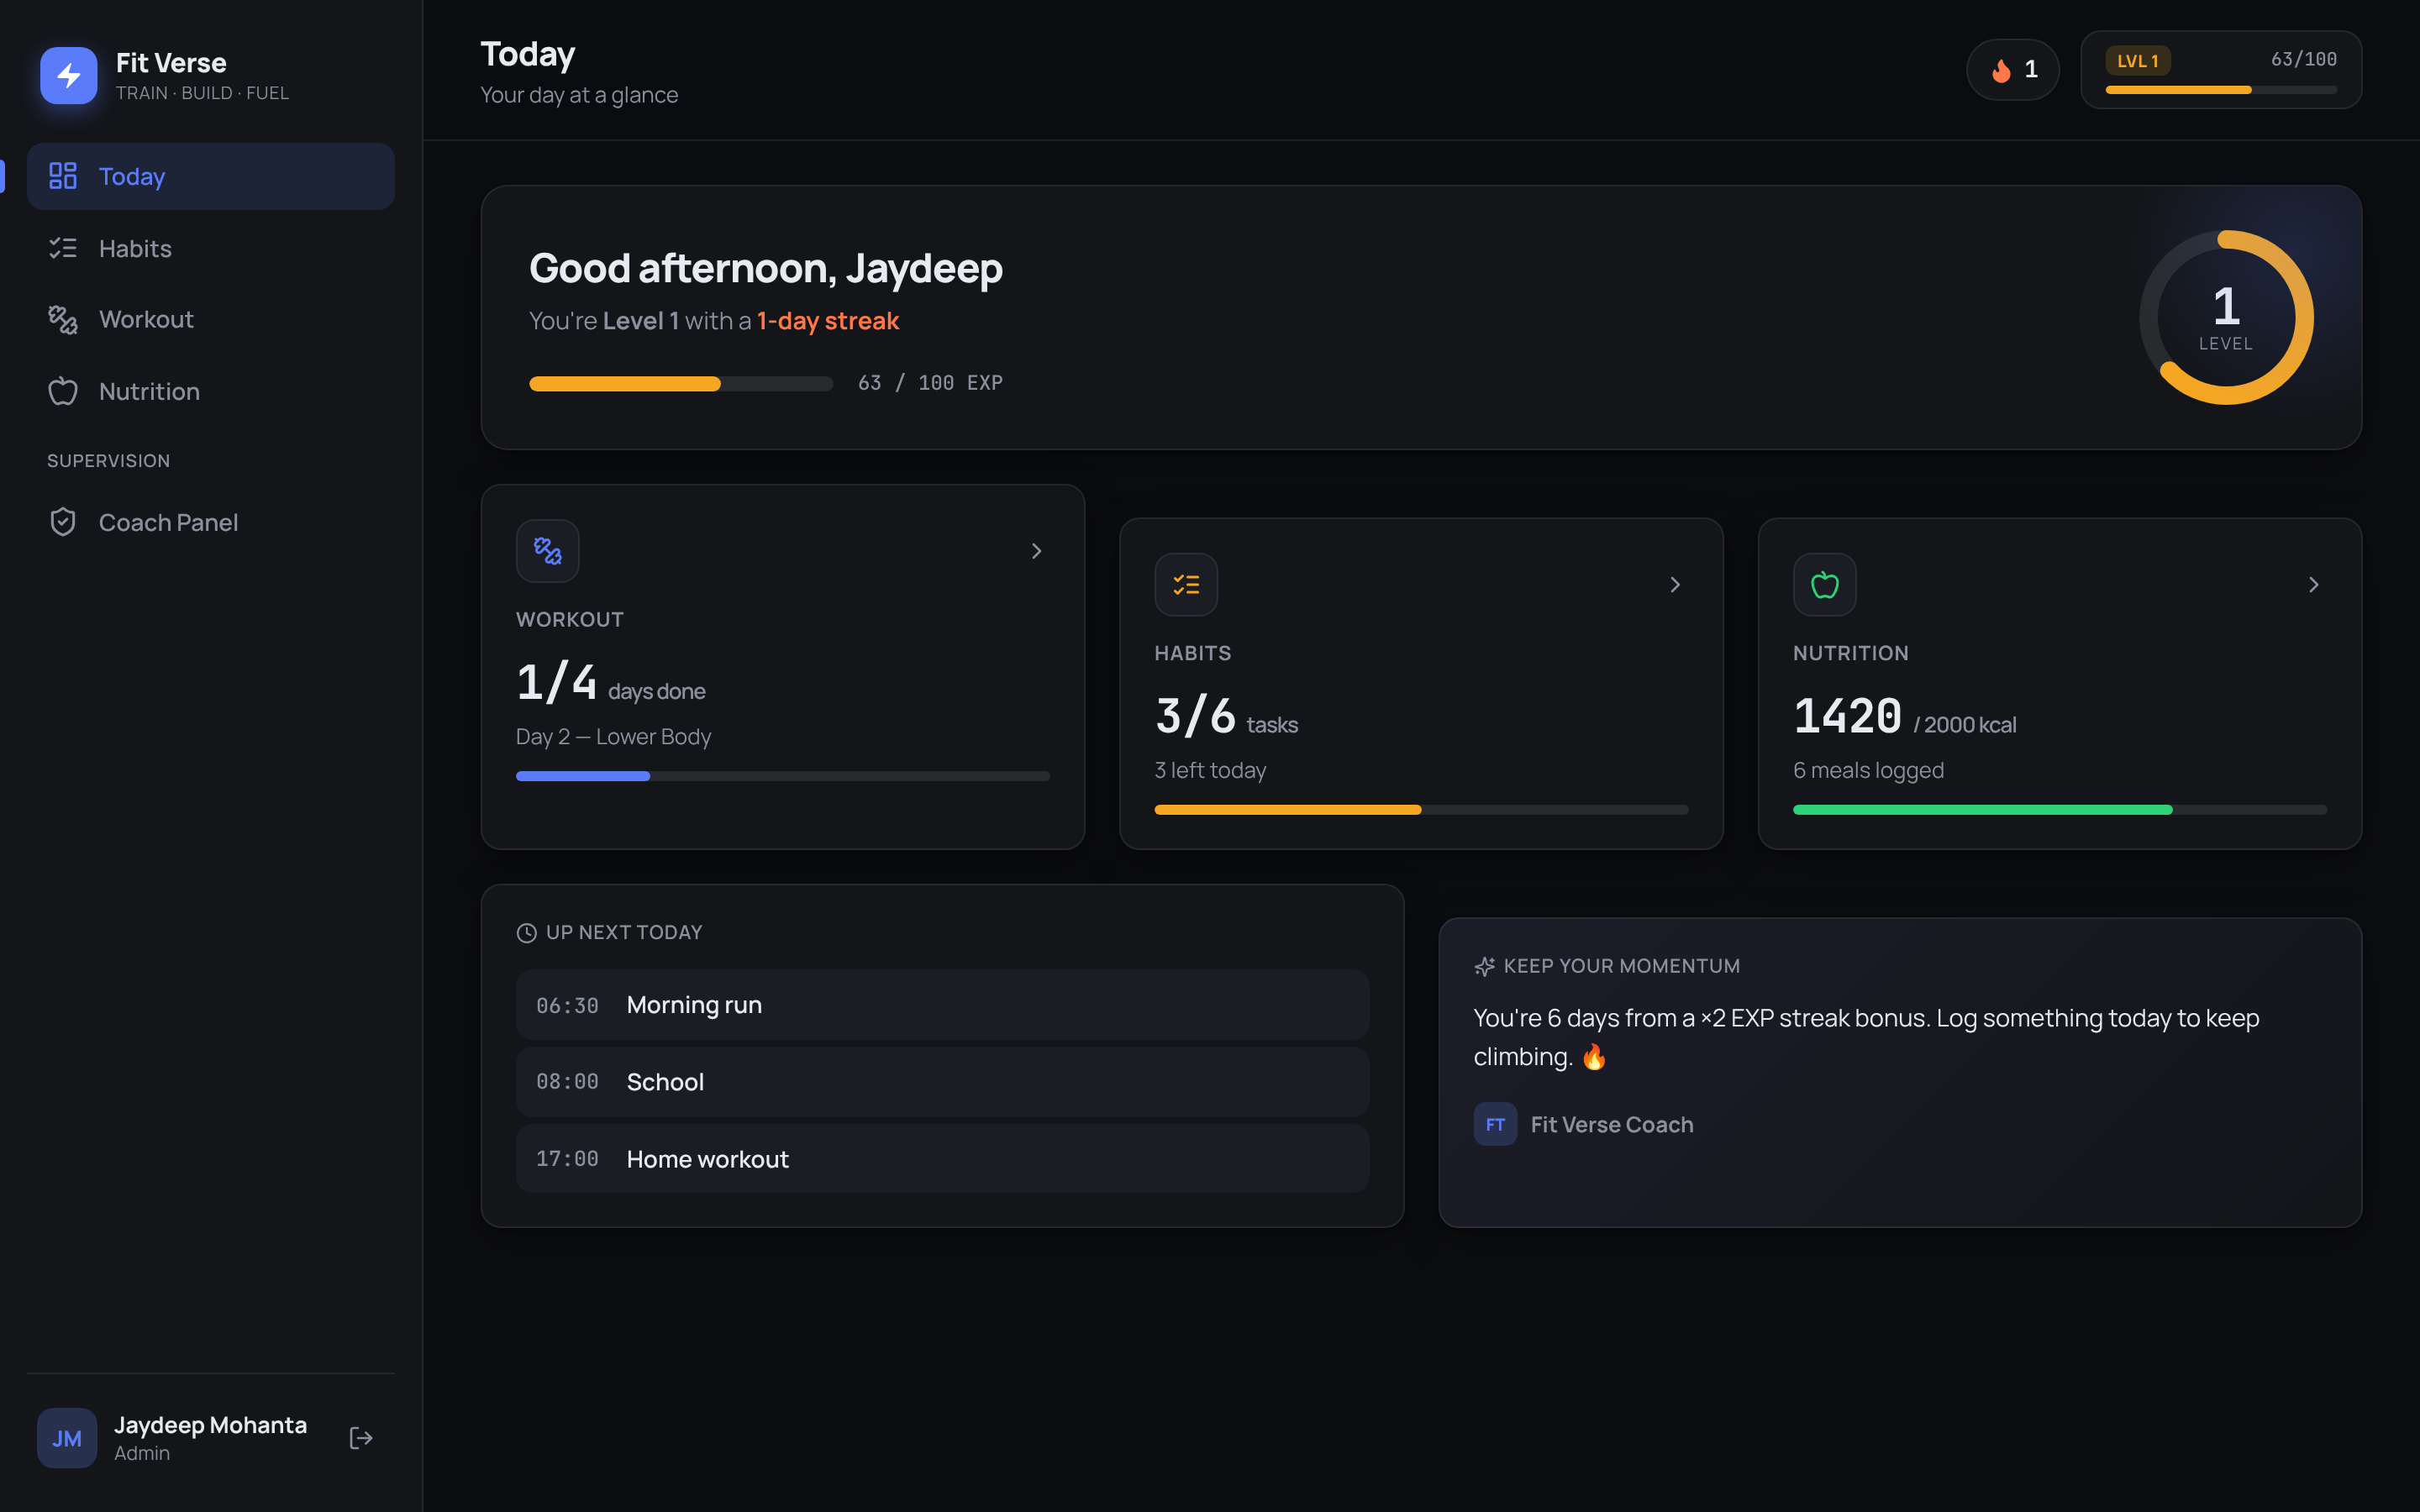 Fit Verse
TRAIN · BUILD · FUEL
Today
Habits
Workout
Nutrition
SUPERVISION
Coach Panel
JM
Jaydeep Mohanta
Admin
Today
Your day at a glance
1
LVL 1
63/100
Good afternoon, Jaydeep
You're Level 1 with a 1-day streak
63 / 100 EXP
1
LEVEL
WORKOUT
1/4 days done
Day 2 — Lower Body
HABITS
3/6 tasks
3 left today
NUTRITION
1420 / 2000 kcal
6 meals logged
UP NEXT TODAY
06:30 Morning run
08:00 School
17:00 Home workout
KEEP YOUR MOMENTUM
You're 6 days from a ×2 EXP streak bonus. Log something today to keep
climbing. 🔥
FT
Fit Verse Coach